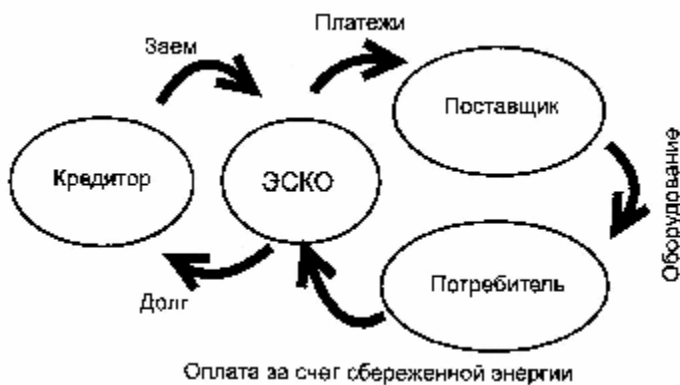 Платежи
Заем
Поставщик
Кредитор
ЭСКО
Оборудование
Потребитель
Долг
Оплата за счет сбереженной энергии